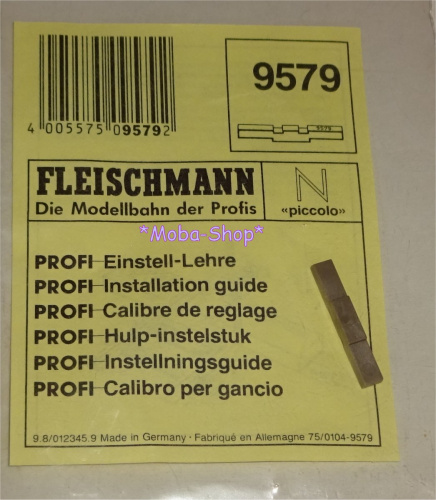 4 005575 095792
9579
9579
FLEISCHMANN
Die Modellbahn der Profis
N
«piccolo»
*Moba-Shop*
PROFI-Einstell-Lehre
PROFI-Installation guide
PROFI-Calibre de reglage
PROFI-Hulp-instelstuk
PROFI-Instellningsguide
PROFI-Calibro per gancio
9.8/012345.9 Made in Germany · Fabriqué en Allemagne 75/0104-9579